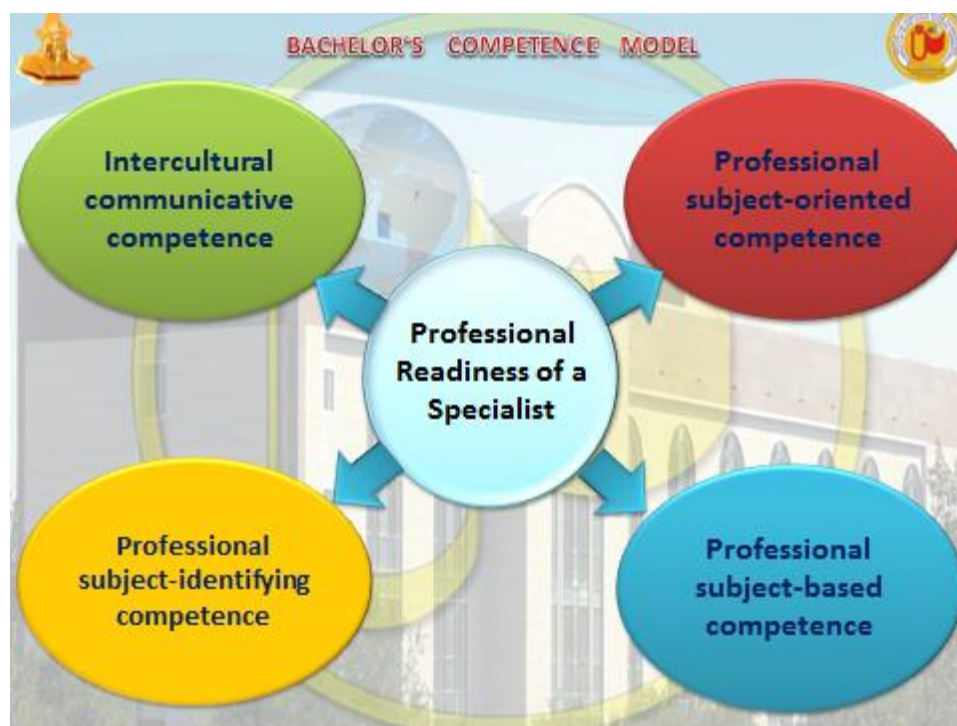 BACHELOR'S COMPETENCE MODEL
Intercultural
communicative
competence
Professional
subject-oriented
competence
Professional
Readiness of a
Specialist
Professional
subject-identifying
competence
Professional
subject-based
competence